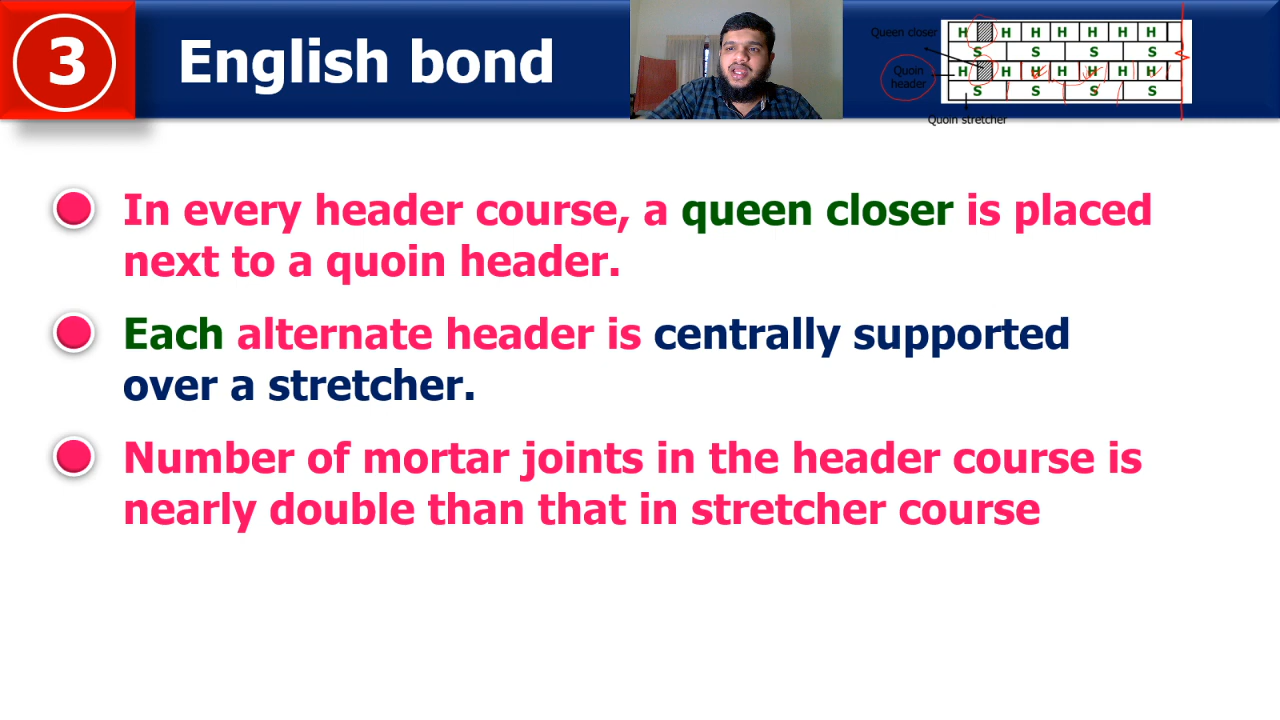 3
English bond
Queen closer
Quoin
header
Quoin stretcher
H H H H H H H
S S S S
H H H H H H H
S S S S
In every header course, a queen closer is placed
next to a quoin header.
Each alternate header is centrally supported
over a stretcher.
Number of mortar joints in the header course is
nearly double than that in stretcher course